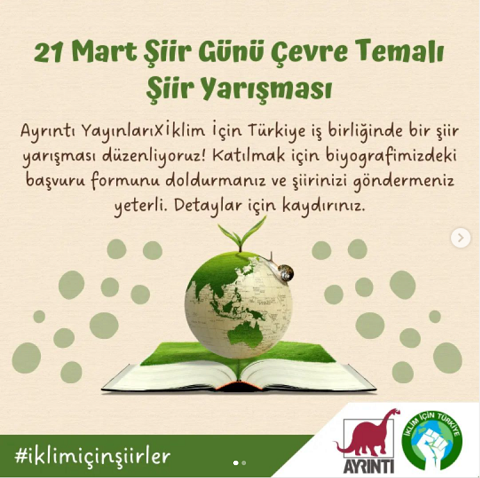 21 Mart Şiir Günü Çevre Temalı
Şiir Yarışması
Ayrıntı YayınlarıXİklim İçin Türkiye iş birliğinde bir şiir
yarışması düzenliyoruz! Katılmak için biyografimizdeki
başvuru formunu doldurmanız ve şiirinizi göndermeniz
yeterli. Detaylar için kaydırınız.
#iklimiçinşiirler
AYRINTI
İKLİM İÇİN TÜRKİYE